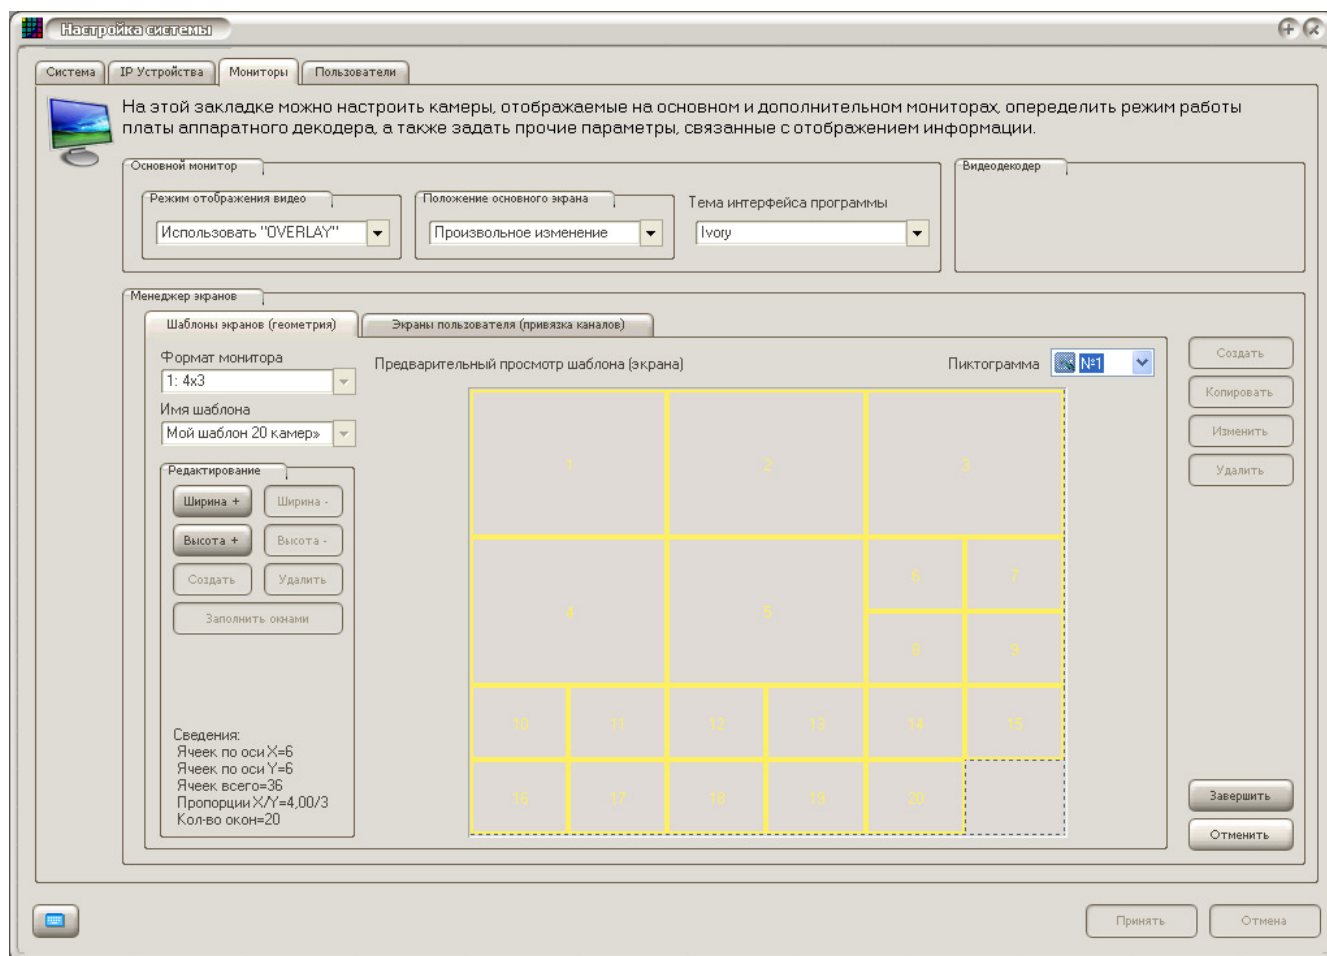 Настройка системы
Система
IP Устройства
Мониторы
Пользователи
На этой закладке можно настроить камеры, отображаемые на основном и дополнительном мониторах, опеределить режим работы
платы аппаратного декодера, а также задать прочие параметры, связанные с отображением информации.
Основной монитор
Видеодекодер
Режим отображения видео
Положение основного экрана
Тема интерфейса программы
Использовать "OVERLAY"
Произвольное изменение
Ivory
Менеджер экранов
Шаблоны экранов (геометрия)
Экраны пользователя (привязка каналов)
Формат монитора
Предварительный просмотр шаблона (экрана)
Пиктограмма
№1
1: 4x3
Имя шаблона
Мой шаблон 20 камер»
Создать
Копировать
Изменить
Удалить
Редактирование
Ширина +
Ширина -
Высота +
Высота -
Создать
Удалить
Заполнить окнами
1
2
3
4
5
6
7
8
9
10
11
12
13
14
15
16
17
18
19
20
Сведения:
Ячеек по оси X=6
Ячеек по оси Y=6
Ячеек всего=36
Пропорции X/Y=4,00/3
Кол-во окон=20
Завершить
Отменить
Принять
Отмена